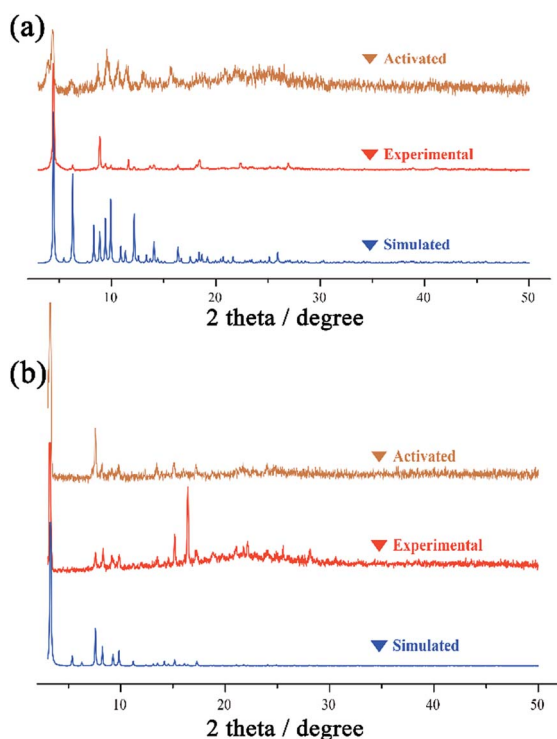 (a)
▼ Activated
▼ Experimental
▼ Simulated
10 20 30 40 50
2 theta / degree
(b)
▼ Activated
▼ Experimental
▼ Simulated
10 20 30 40 50
2 theta / degree